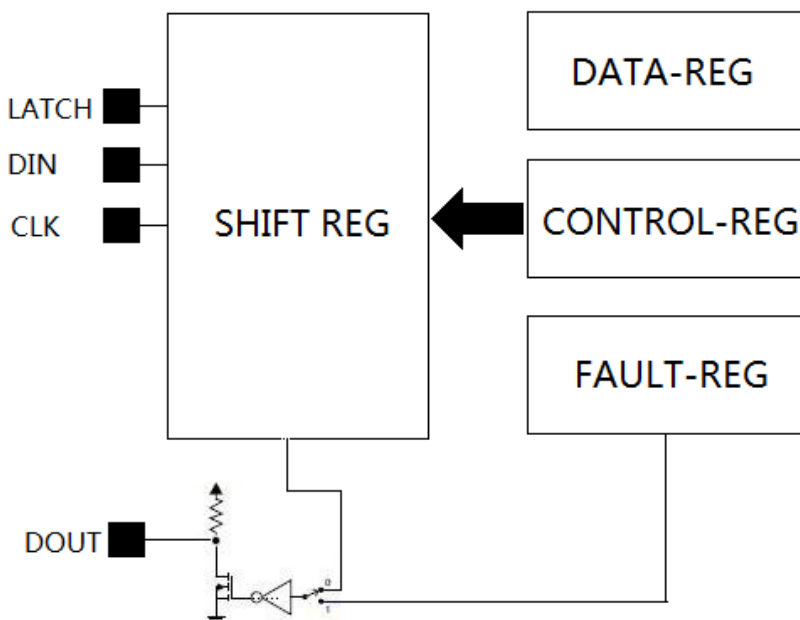 DATA-REG
LATCH
DIN
CLK
SHIFT REG
CONTROL-REG
FAULT-REG
DOUT
0
1